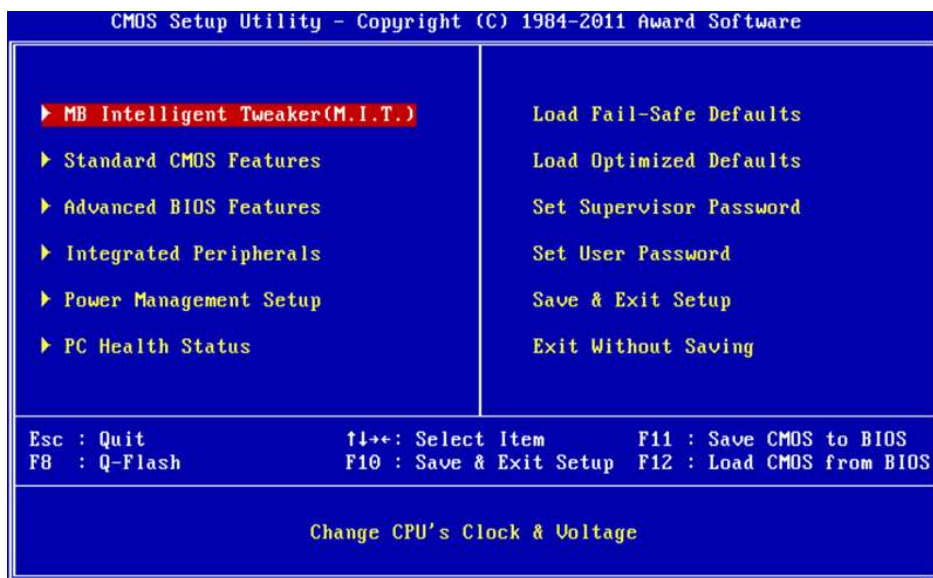 CMOS Setup Utility - Copyright (C) 1984-2011 Award Software
MB Intelligent Tweaker(M.I.T.)
Standard CMOS Features
Advanced BIOS Features
Integrated Peripherals
Power Management Setup
PC Health Status
Load Fail-Safe Defaults
Load Optimized Defaults
Set Supervisor Password
Set User Password
Save & Exit Setup
Exit Without Saving
Esc : Quit ↑↓→←: Select Item F11 : Save CMOS to BIOS
F8 : Q-Flash F10 : Save & Exit Setup F12 : Load CMOS from BIOS
Change CPU's Clock & Voltage